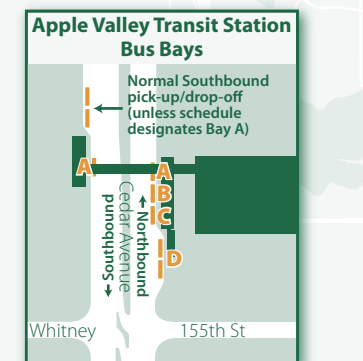 Apple Valley Transit Station
Bus Bays
Normal Southbound
pick-up/drop-off
(unless schedule
designates Bay A)
A
A
B
C
D
← Southbound
Cedar Avenue
← Northbound
Whitney
155th St